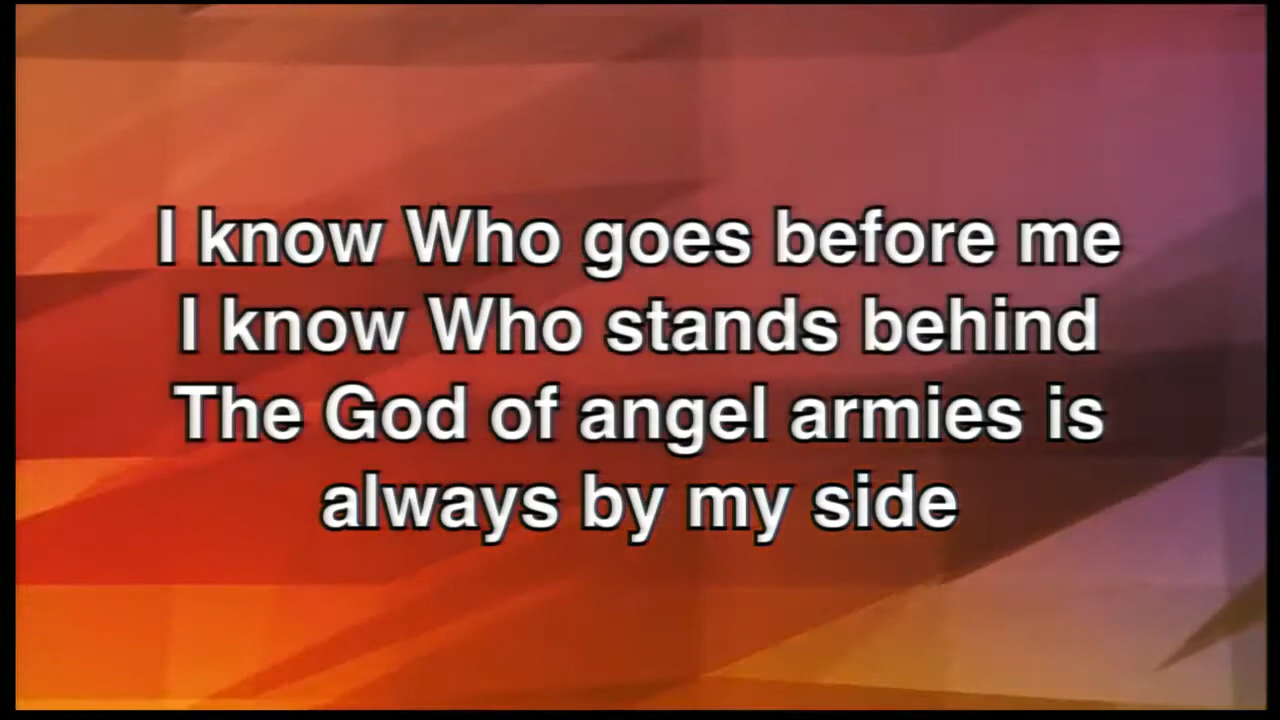 I know Who goes before me
I know Who stands behind
The God of angel armies is
always by my side